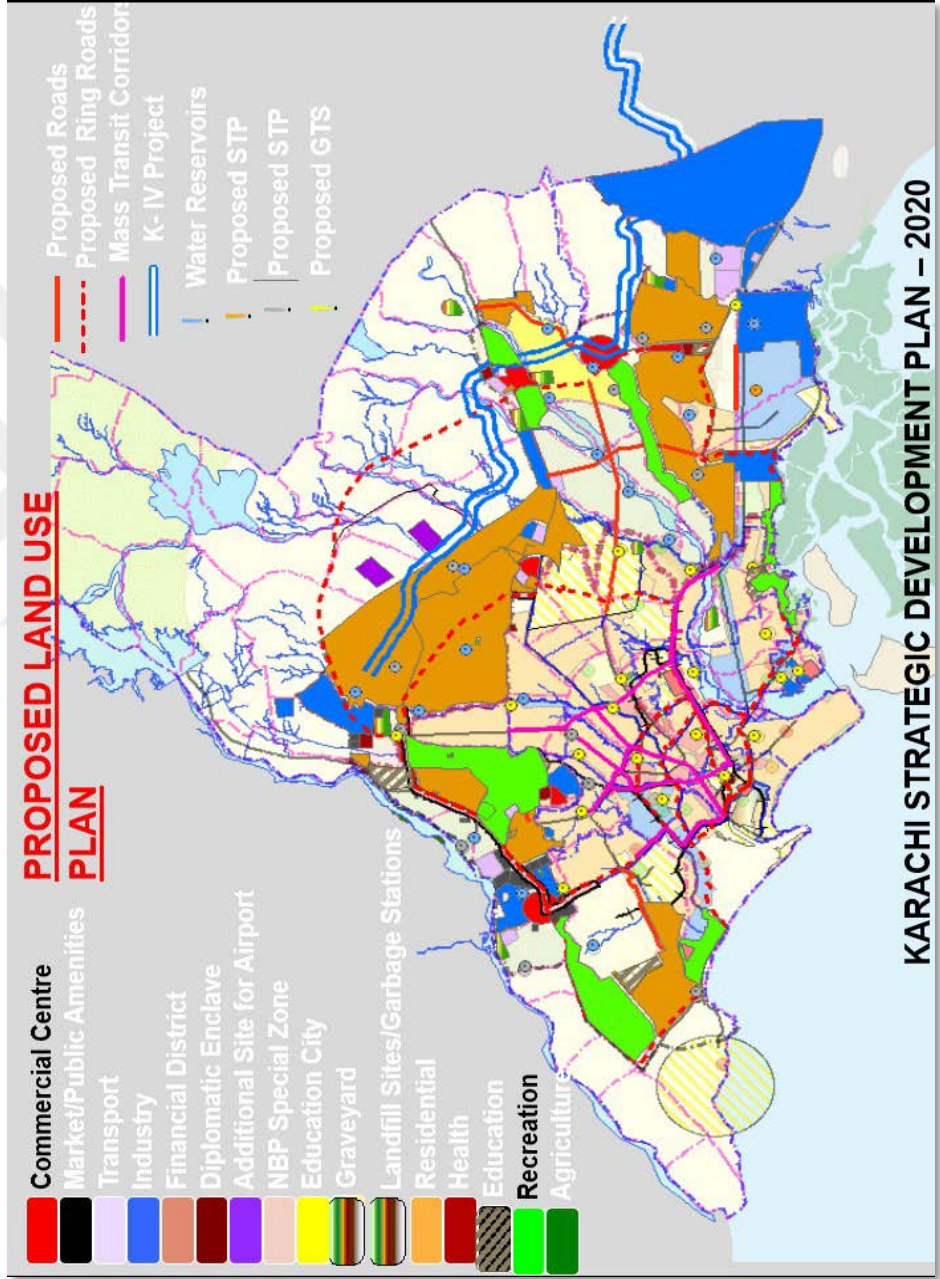 PROPOSED LAND USE
PLAN
Commercial Centre
Market/Public Amenities
Transport
Industry
Financial District
Diplomatic Enclave
Additional Site for Airport
NBP Special Zone
Education City
Graveyard
Landfill Sites/Garbage Stations
Residential
Health
Education
Recreation
Agriculture
Proposed Roads
Proposed Ring Roads
Mass Transit Corridors
K- IV Project
Water Reservoirs
Proposed STP
Proposed STP
Proposed GTS
KARACHI STRATEGIC DEVELOPMENT PLAN – 2020